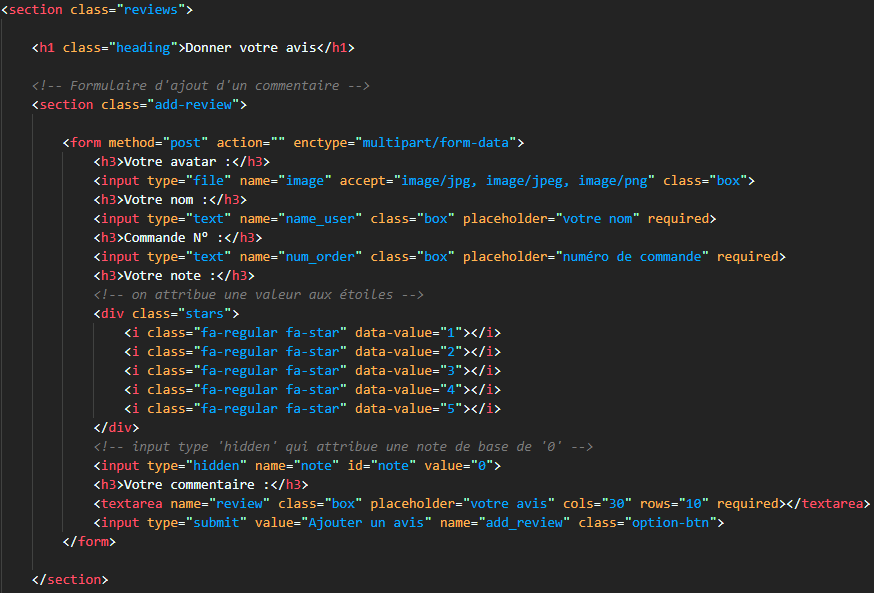 <section class="reviews">
<h1 class="heading">Donner votre avis</h1>
<!-- Formulaire d'ajout d'un commentaire -->
<section class="add-review">
<form method="post" action="" enctype="multipart/form-data">
<h3>Votre avatar :</h3>
<input type="file" name="image" accept="image/jpg, image/jpeg, image/png" class="box">
<h3>Votre nom :</h3>
<input type="text" name="name_user" class="box" placeholder="votre nom" required>
<h3>Commande N° :</h3>
<input type="text" name="num_order" class="box" placeholder="numéro de commande" required>
<h3>Votre note :</h3>
<!-- on attribue une valeur aux étoiles -->
<div class="stars">
<i class="fa-regular fa-star" data-value="1"></i>
<i class="fa-regular fa-star" data-value="2"></i>
<i class="fa-regular fa-star" data-value="3"></i>
<i class="fa-regular fa-star" data-value="4"></i>
<i class="fa-regular fa-star" data-value="5"></i>
</div>
<!-- input type 'hidden' qui attribue une note de base de '0' -->
<input type="hidden" name="note" id="note" value="0">
<h3>Votre commentaire :</h3>
<textarea name="review" class="box" placeholder="votre avis" cols="30" rows="10" required></textarea>
<input type="submit" value="Ajouter un avis" name="add_review" class="option-btn">
</form>
</section>